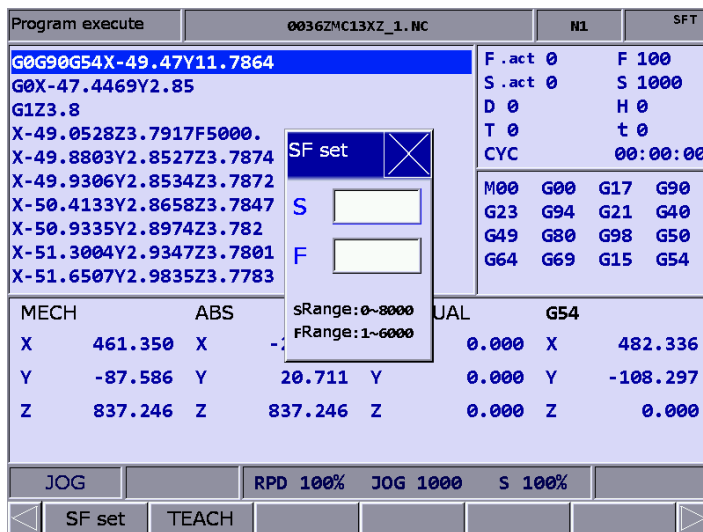 Program execute 0036ZMC13XZ_1.NC N1 SFT
G0G90G54X-49.47Y11.7864
G0X-47.4469Y2.85
G1Z3.8
X-49.0528Z3.7917F5000.
X-49.8803Y2.8527Z3.7874
X-49.9306Y2.8534Z3.7872
X-50.4133Y2.8658Z3.7847
X-50.9335Y2.8974Z3.782
X-51.3004Y2.9347Z3.7801
X-51.6507Y2.9835Z3.7783
F.act 0 F 100
S.act 0 S 1000
D 0 H 0
T 0 t 0
CYC 00:00:00
M00 G00 G17 G90
G23 G94 G21 G40
G49 G80 G98 G50
G64 G69 G15 G54
SF set
S
F
SRange:0~8000
FRange:1~6000
MECH ABS UAL G54
X 461.350 X 0.000 X 482.336
Y -87.586 Y 20.711 Y 0.000 Y -108.297
Z 837.246 Z 837.246 Z 0.000 Z 0.000
JOG RPD 100% JOG 1000 S 100%
SF set TEACH